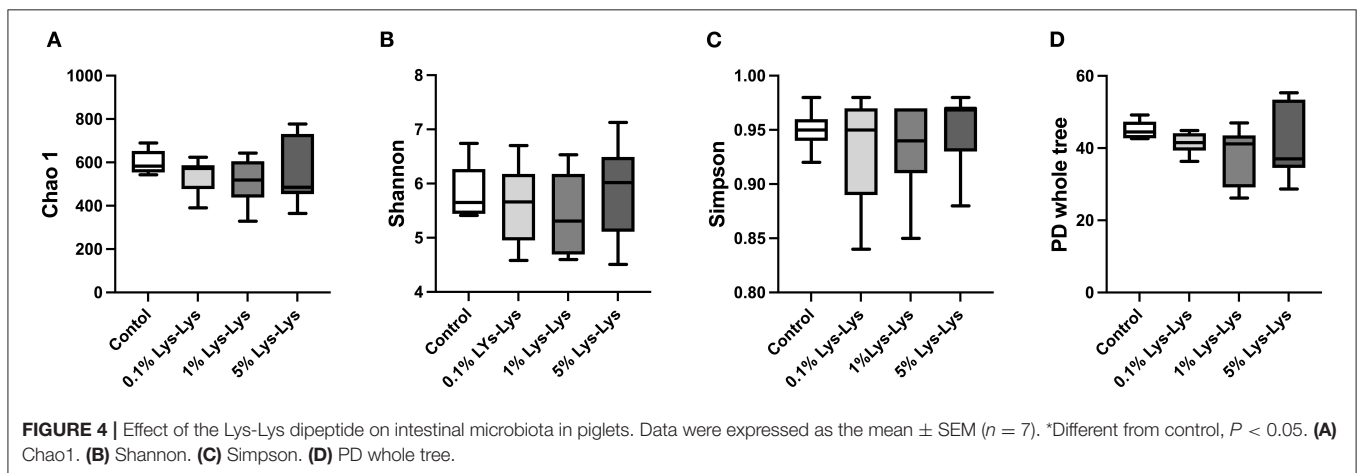 A
B
C
D
1000
800
600
400
200
0
Chao 1
Contol
0.1% Lys-Lys
1% Lys-Lys
5% Lys-Lys
8
7
6
5
4
Shannon
Control
0.1% LYs-Lys
1% Lys-Lys
5% Lys-Lys
1.00
0.95
0.90
0.85
0.80
Simpson
Control
0.1% Lys-Lys
1%Lys-Lys
5% Lys-Lys
60
40
20
0
PD whole tree
Control
0.1% Lys-Lys
1% Lys-Lys
5% Lys-Lys
FIGURE 4 | Effect of the Lys-Lys dipeptide on intestinal microbiota in piglets. Data were expressed as the mean ± SEM (n = 7). *Different from control, P < 0.05. (A)
Chao1. (B) Shannon. (C) Simpson. (D) PD whole tree.